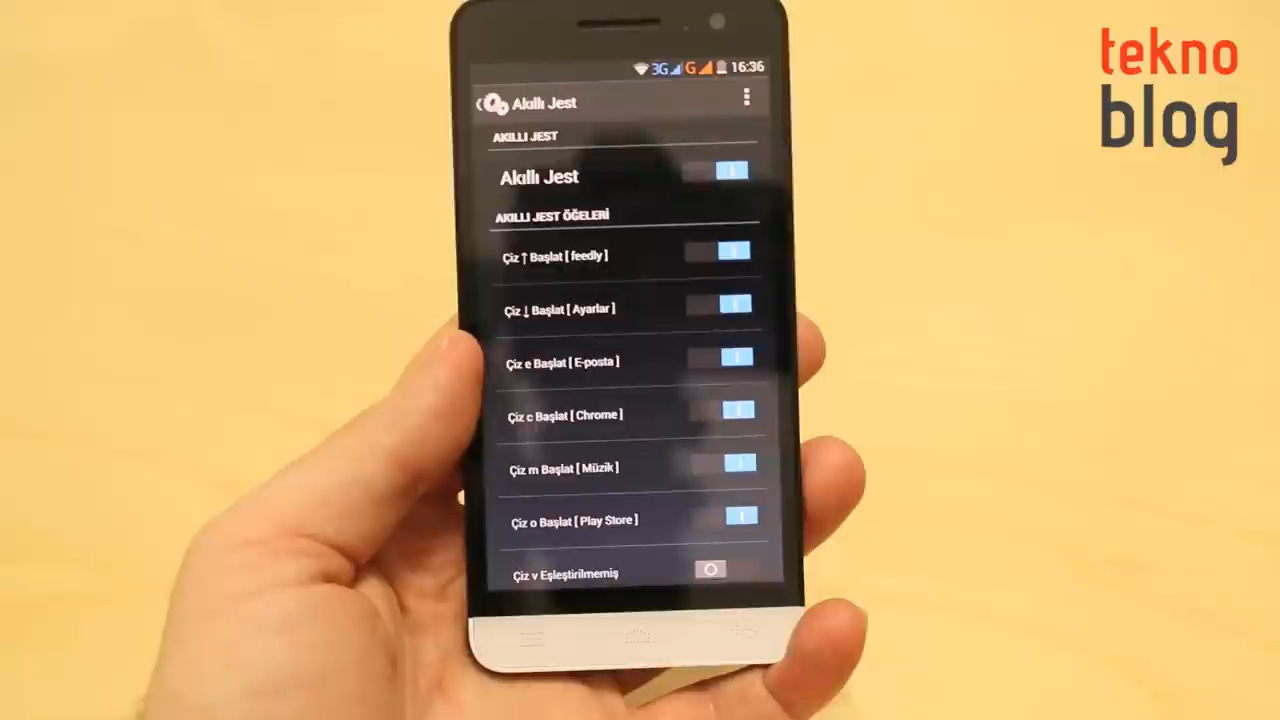 tekno
blog
3G G 16:36
Akıllı Jest
AKILLI JEST
Akıllı Jest
AKILLI JEST ÖĞELERİ
Çiz ↑ Başlat [ feedly ]
Çiz ↓ Başlat [ Ayarlar ]
Çiz e Başlat [ E-posta ]
Çiz c Başlat [ Chrome ]
Çiz m Başlat [ Müzik ]
Çiz o Başlat [ Play Store ]
Çiz v Eşleştirilmemiş